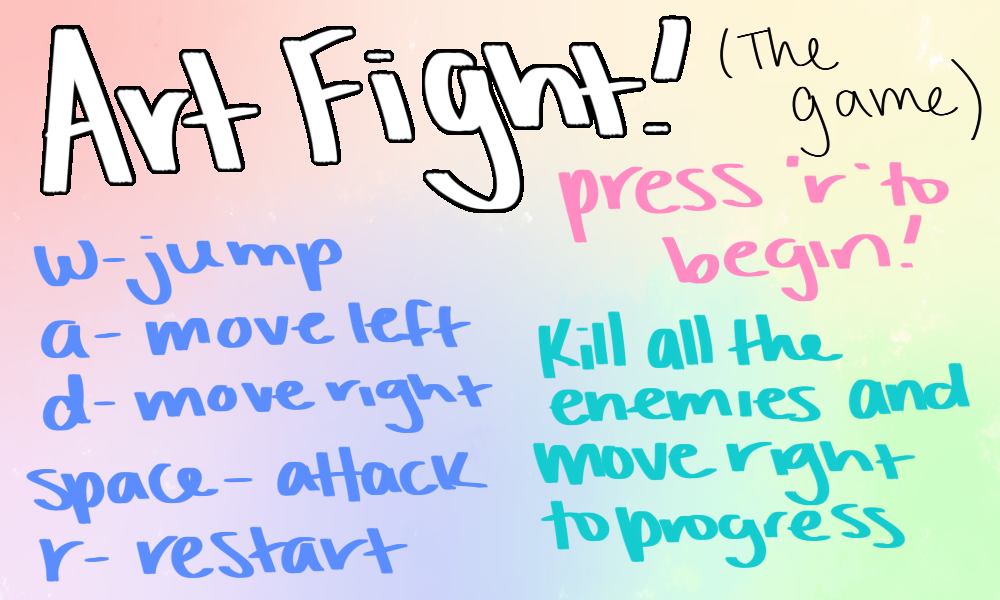 Art Fight!
(The
game)
press 'r' to
begin!
w- jump
a- move left
d- move right
space- attack
r- restart
Kill all the
enemies and
move right
to progress